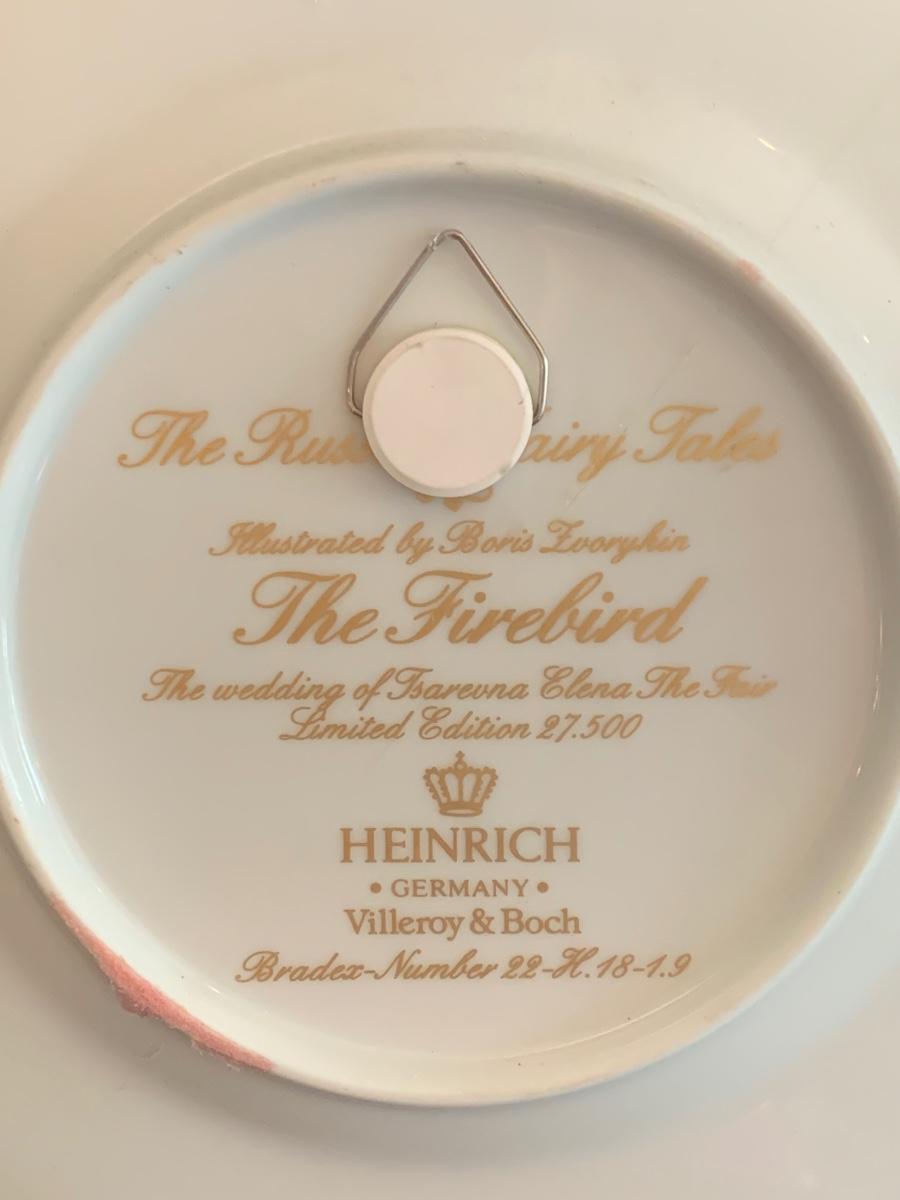 The Russ airy Tales
Illustrated by Boris Zvorykin
The Firebird
The wedding of Tsarevna Elena The Fair
Limited Edition 27.500
HEINRICH
• GERMANY •
Villeroy & Boch
Bradex-Number 22-H.18-1.9